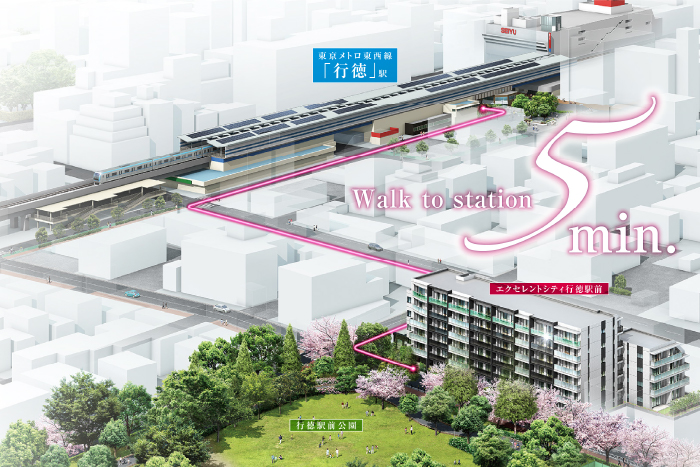 SEIYU
東京メトロ東西線
「行徳」駅
Walk to station
5
min.
エクセレントシティ行徳駅前
行徳駅前公園